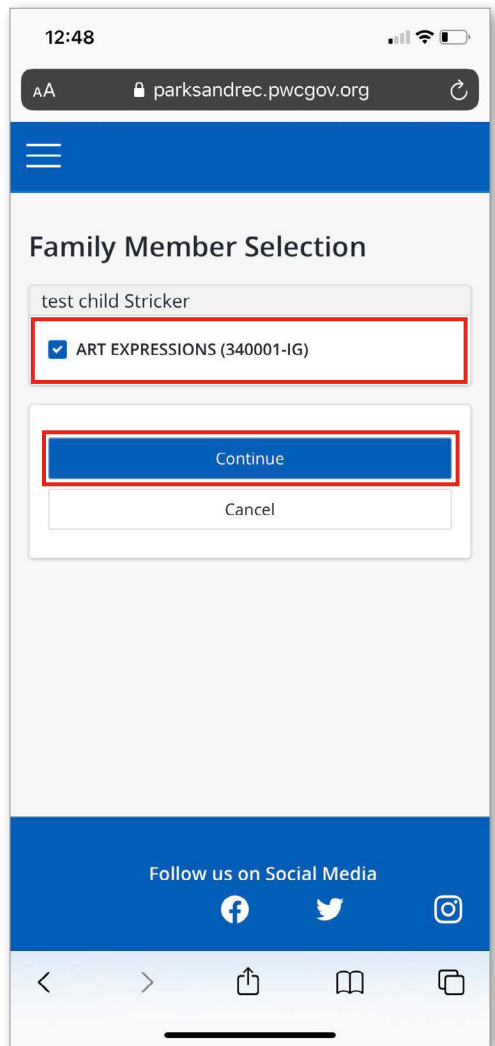 12:48
AA parksandrec.pwcgov.org
Family Member Selection
test child Stricker
ART EXPRESSIONS (340001-IG)
Continue
Cancel
Follow us on Social Media